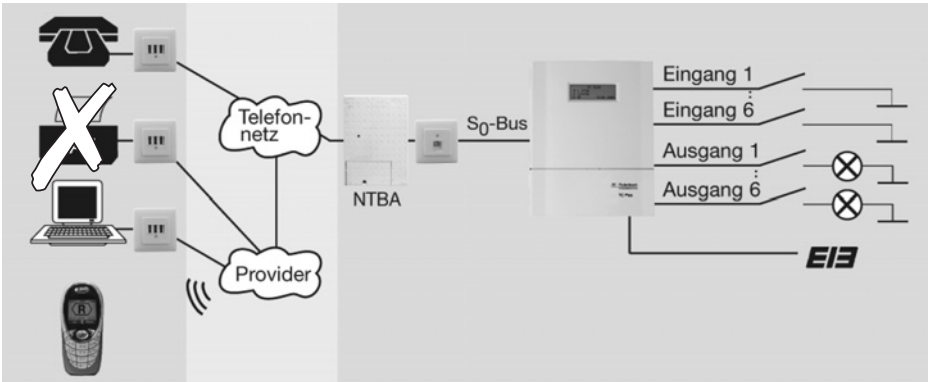 Telefon-
netz
Provider
NTBA
S0-Bus
Eingang 1
Eingang 6
Ausgang 1
Ausgang 6
EIB